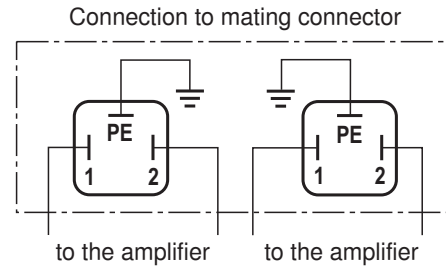 Connection to mating connector
PE PE
1 2 1 2
to the amplifier to the amplifier